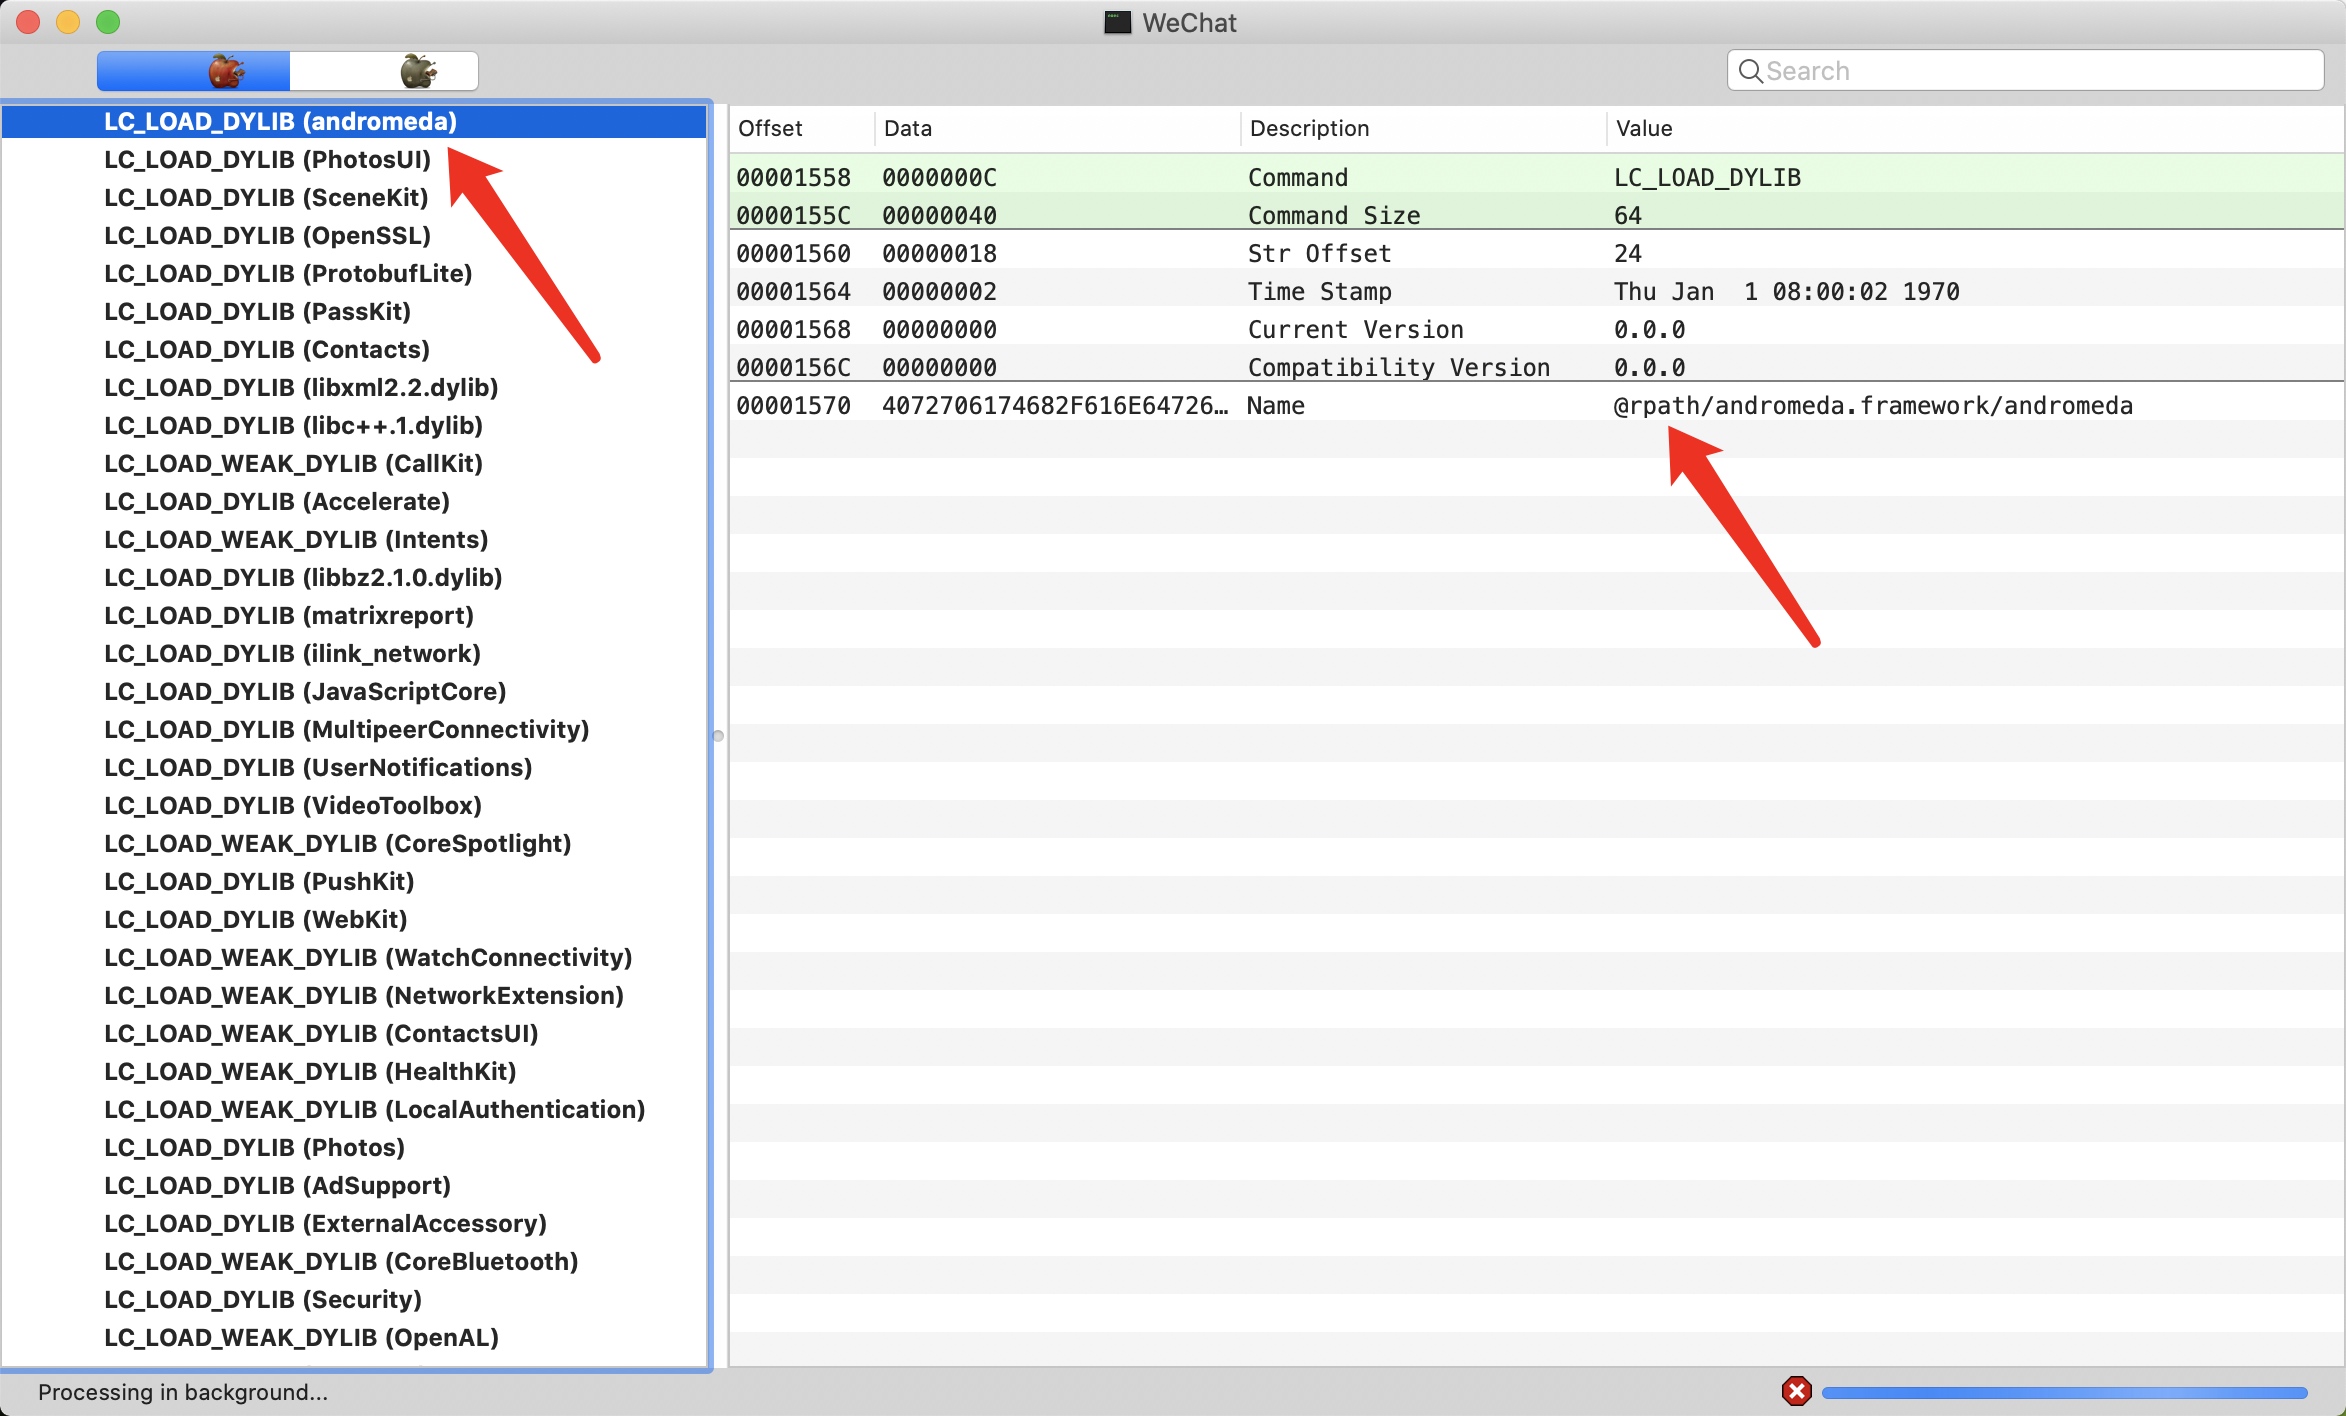 WeChat
Search
LC_LOAD_DYLIB (andromeda)
LC_LOAD_DYLIB (PhotosUI)
LC_LOAD_DYLIB (SceneKit)
LC_LOAD_DYLIB (OpenSSL)
LC_LOAD_DYLIB (ProtobufLite)
LC_LOAD_DYLIB (PassKit)
LC_LOAD_DYLIB (Contacts)
LC_LOAD_DYLIB (libxml2.2.dylib)
LC_LOAD_DYLIB (libc++.1.dylib)
LC_LOAD_WEAK_DYLIB (CallKit)
LC_LOAD_DYLIB (Accelerate)
LC_LOAD_WEAK_DYLIB (Intents)
LC_LOAD_DYLIB (libbz2.1.0.dylib)
LC_LOAD_DYLIB (matrixreport)
LC_LOAD_DYLIB (ilink_network)
LC_LOAD_DYLIB (JavaScriptCore)
LC_LOAD_DYLIB (MultipeerConnectivity)
LC_LOAD_DYLIB (UserNotifications)
LC_LOAD_DYLIB (VideoToolbox)
LC_LOAD_WEAK_DYLIB (CoreSpotlight)
LC_LOAD_DYLIB (PushKit)
LC_LOAD_DYLIB (WebKit)
LC_LOAD_WEAK_DYLIB (WatchConnectivity)
LC_LOAD_WEAK_DYLIB (NetworkExtension)
LC_LOAD_WEAK_DYLIB (ContactsUI)
LC_LOAD_WEAK_DYLIB (HealthKit)
LC_LOAD_WEAK_DYLIB (LocalAuthentication)
LC_LOAD_DYLIB (Photos)
LC_LOAD_DYLIB (AdSupport)
LC_LOAD_DYLIB (ExternalAccessory)
LC_LOAD_WEAK_DYLIB (CoreBluetooth)
LC_LOAD_DYLIB (Security)
LC_LOAD_WEAK_DYLIB (OpenAL)
Offset Data Description Value
00001558 0000000C Command LC_LOAD_DYLIB
0000155C 00000040 Command Size 64
00001560 00000018 Str Offset 24
00001564 00000002 Time Stamp Thu Jan  1 08:00:02 1970
00001568 00000000 Current Version 0.0.0
0000156C 00000000 Compatibility Version 0.0.0
00001570 4072706174682F616E64726… Name @rpath/andromeda.framework/andromeda
Processing in background...